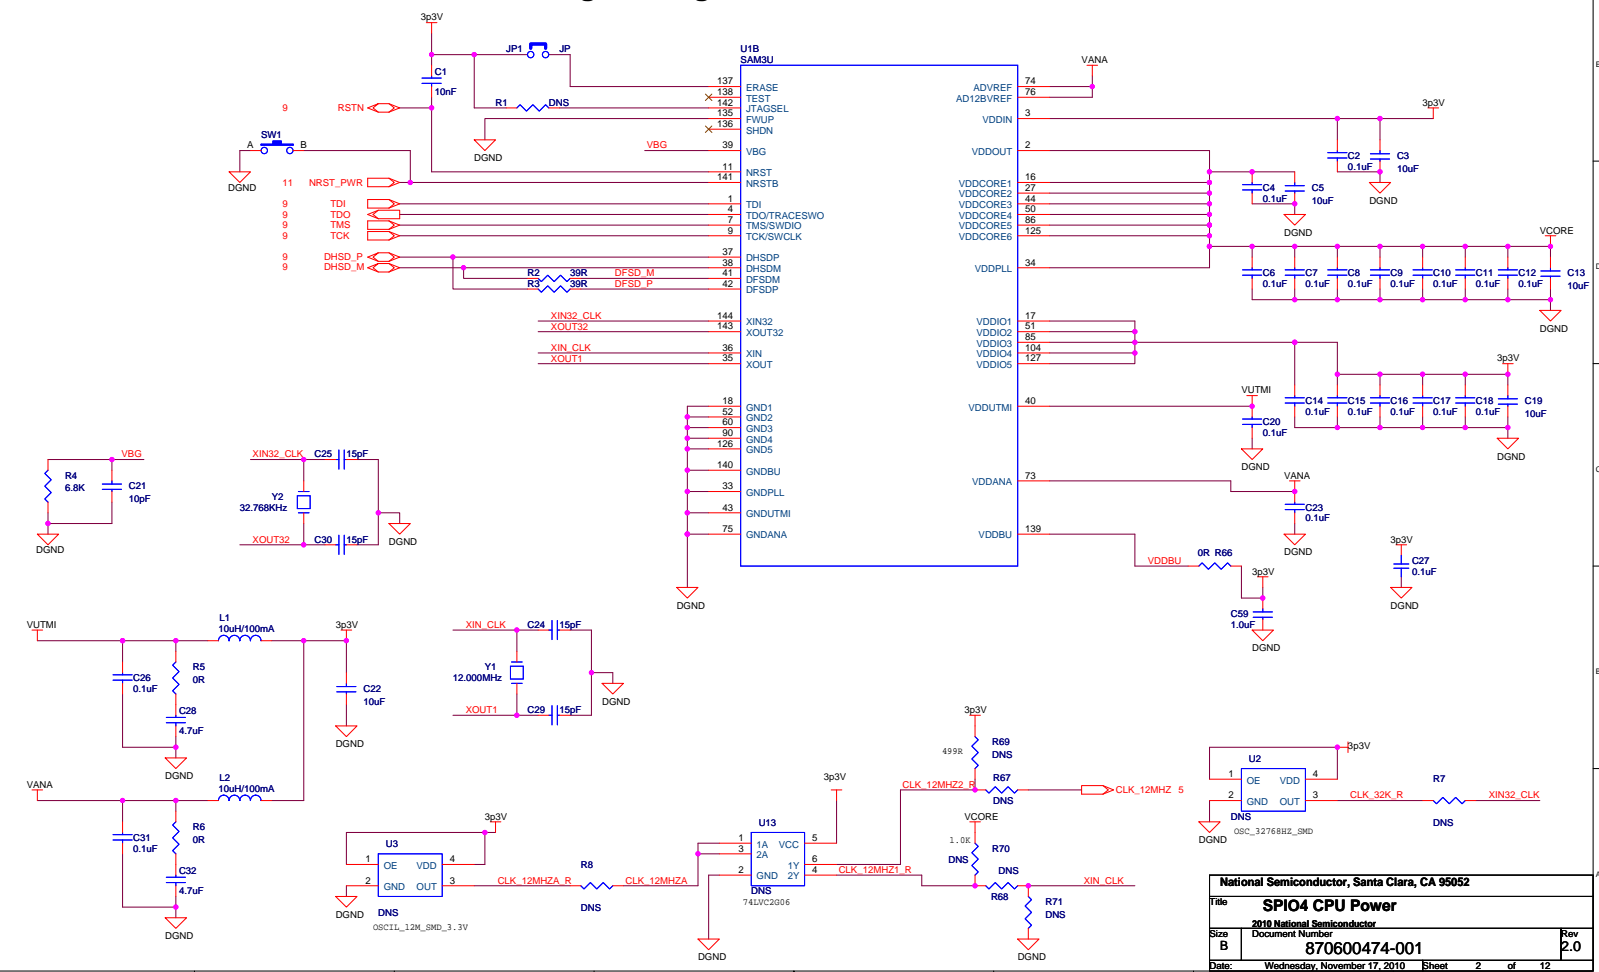 3p3V
JP1 JP
U1B
SAM3U
C1
10nF
R1 DNS
9 RSTN
SW1
A B
DGND
DGND
VBG
11 NRST_PWR
9 TDI
9 TDO
9 TMS
9 TCK
9 DHSD_P
9 DHSD_M
R2 39R DFSD_M
R3 39R DFSD_P
XIN32_CLK
XOUT32
XIN_CLK
XOUT1
137 ERASE
138 TEST
142 JTAGSEL
135 FWUP
136 SHDN
39 VBG
11 NRST
141 NRSTB
1 TDI
4 TDO/TRACESWO
7 TMS/SWDIO
9 TCK/SWCLK
37 DHSDP
38 DHSDM
41 DFSDM
42 DFSDP
144 XIN32
143 XOUT32
36 XIN
35 XOUT
18 GND1
52 GND2
60 GND3
90 GND4
126 GND5
140 GNDBU
33 GNDPLL
43 GNDUTMI
75 GNDANA
DGND
ADVREF 74
AD12BVREF 76
VDDIN 3
VDDOUT 2
VDDCORE1 16
VDDCORE2 27
VDDCORE3 44
VDDCORE4 50
VDDCORE5 86
VDDCORE6 125
VDDPLL 34
VDDIO1 17
VDDIO2 51
VDDIO3 85
VDDIO4 104
VDDIO5 127
VDDUTMI 40
VDDANA 73
VDDBU 139
VANA
3p3V
C2
0.1uF
C3
10uF
DGND
C4
0.1uF
C5
10uF
DGND
VCORE
C6 C7 C8 C9 C10 C11 C12 C13
0.1uF 0.1uF 0.1uF 0.1uF 0.1uF 0.1uF 0.1uF 10uF
DGND
3p3V
C14 C15 C16 C17 C18 C19
0.1uF 0.1uF 0.1uF 0.1uF 0.1uF 10uF
DGND
VUTMI
C20
0.1uF
DGND
VANA
C23
0.1uF
DGND
VDDBU 0R R66
3p3V
C59
1.0uF
DGND
3p3V
C27
0.1uF
DGND
VBG
R4
6.8K
C21
10pF
DGND
XIN32_CLK C25 15pF
Y2
32.768KHz
XOUT32 C30 15pF
DGND
VUTMI
L1
10uH/100mA
3p3V
C26
0.1uF
R5
0R
C28
4.7uF
DGND
C22
10uF
DGND
VANA
L2
10uH/100mA
C31
0.1uF
R6
0R
C32
4.7uF
DGND
XIN_CLK C24 15pF
Y1
12.000MHz
XOUT1 C29 15pF
DGND
3p3V
U3
1 OE VDD 4
2 GND OUT 3
DGND
DNS
OSCIL_12M_SMD_3.3V
CLK_12MHZA_R
R8
DNS
CLK_12MHZA
3p3V
U13
1 1A VCC 5
3 2A
1Y 6
2 GND 2Y 4
DNS
74LVC2G06
DGND
3p3V
499R
R69
DNS
CLK_12MHZ2_R
R67
DNS
CLK_12MHZ 5
VCORE
1.0K
R70
DNS
DNS
CLK_12MHZ1_R
R68
XIN_CLK
R71
DNS
DGND
3p3V
U2
1 OE VDD 4
2 GND OUT 3
DGND
DNS
OSC_32768HZ_SMD
CLK_32K_R
R7
DNS
XIN32_CLK
National Semiconductor, Santa Clara, CA 95052
Title SPIO4 CPU Power
2010 National Semiconductor
Size Document Number Rev
B 870600474-001 2.0
Date: Wednesday, November 17, 2010 Sheet 2 of 12